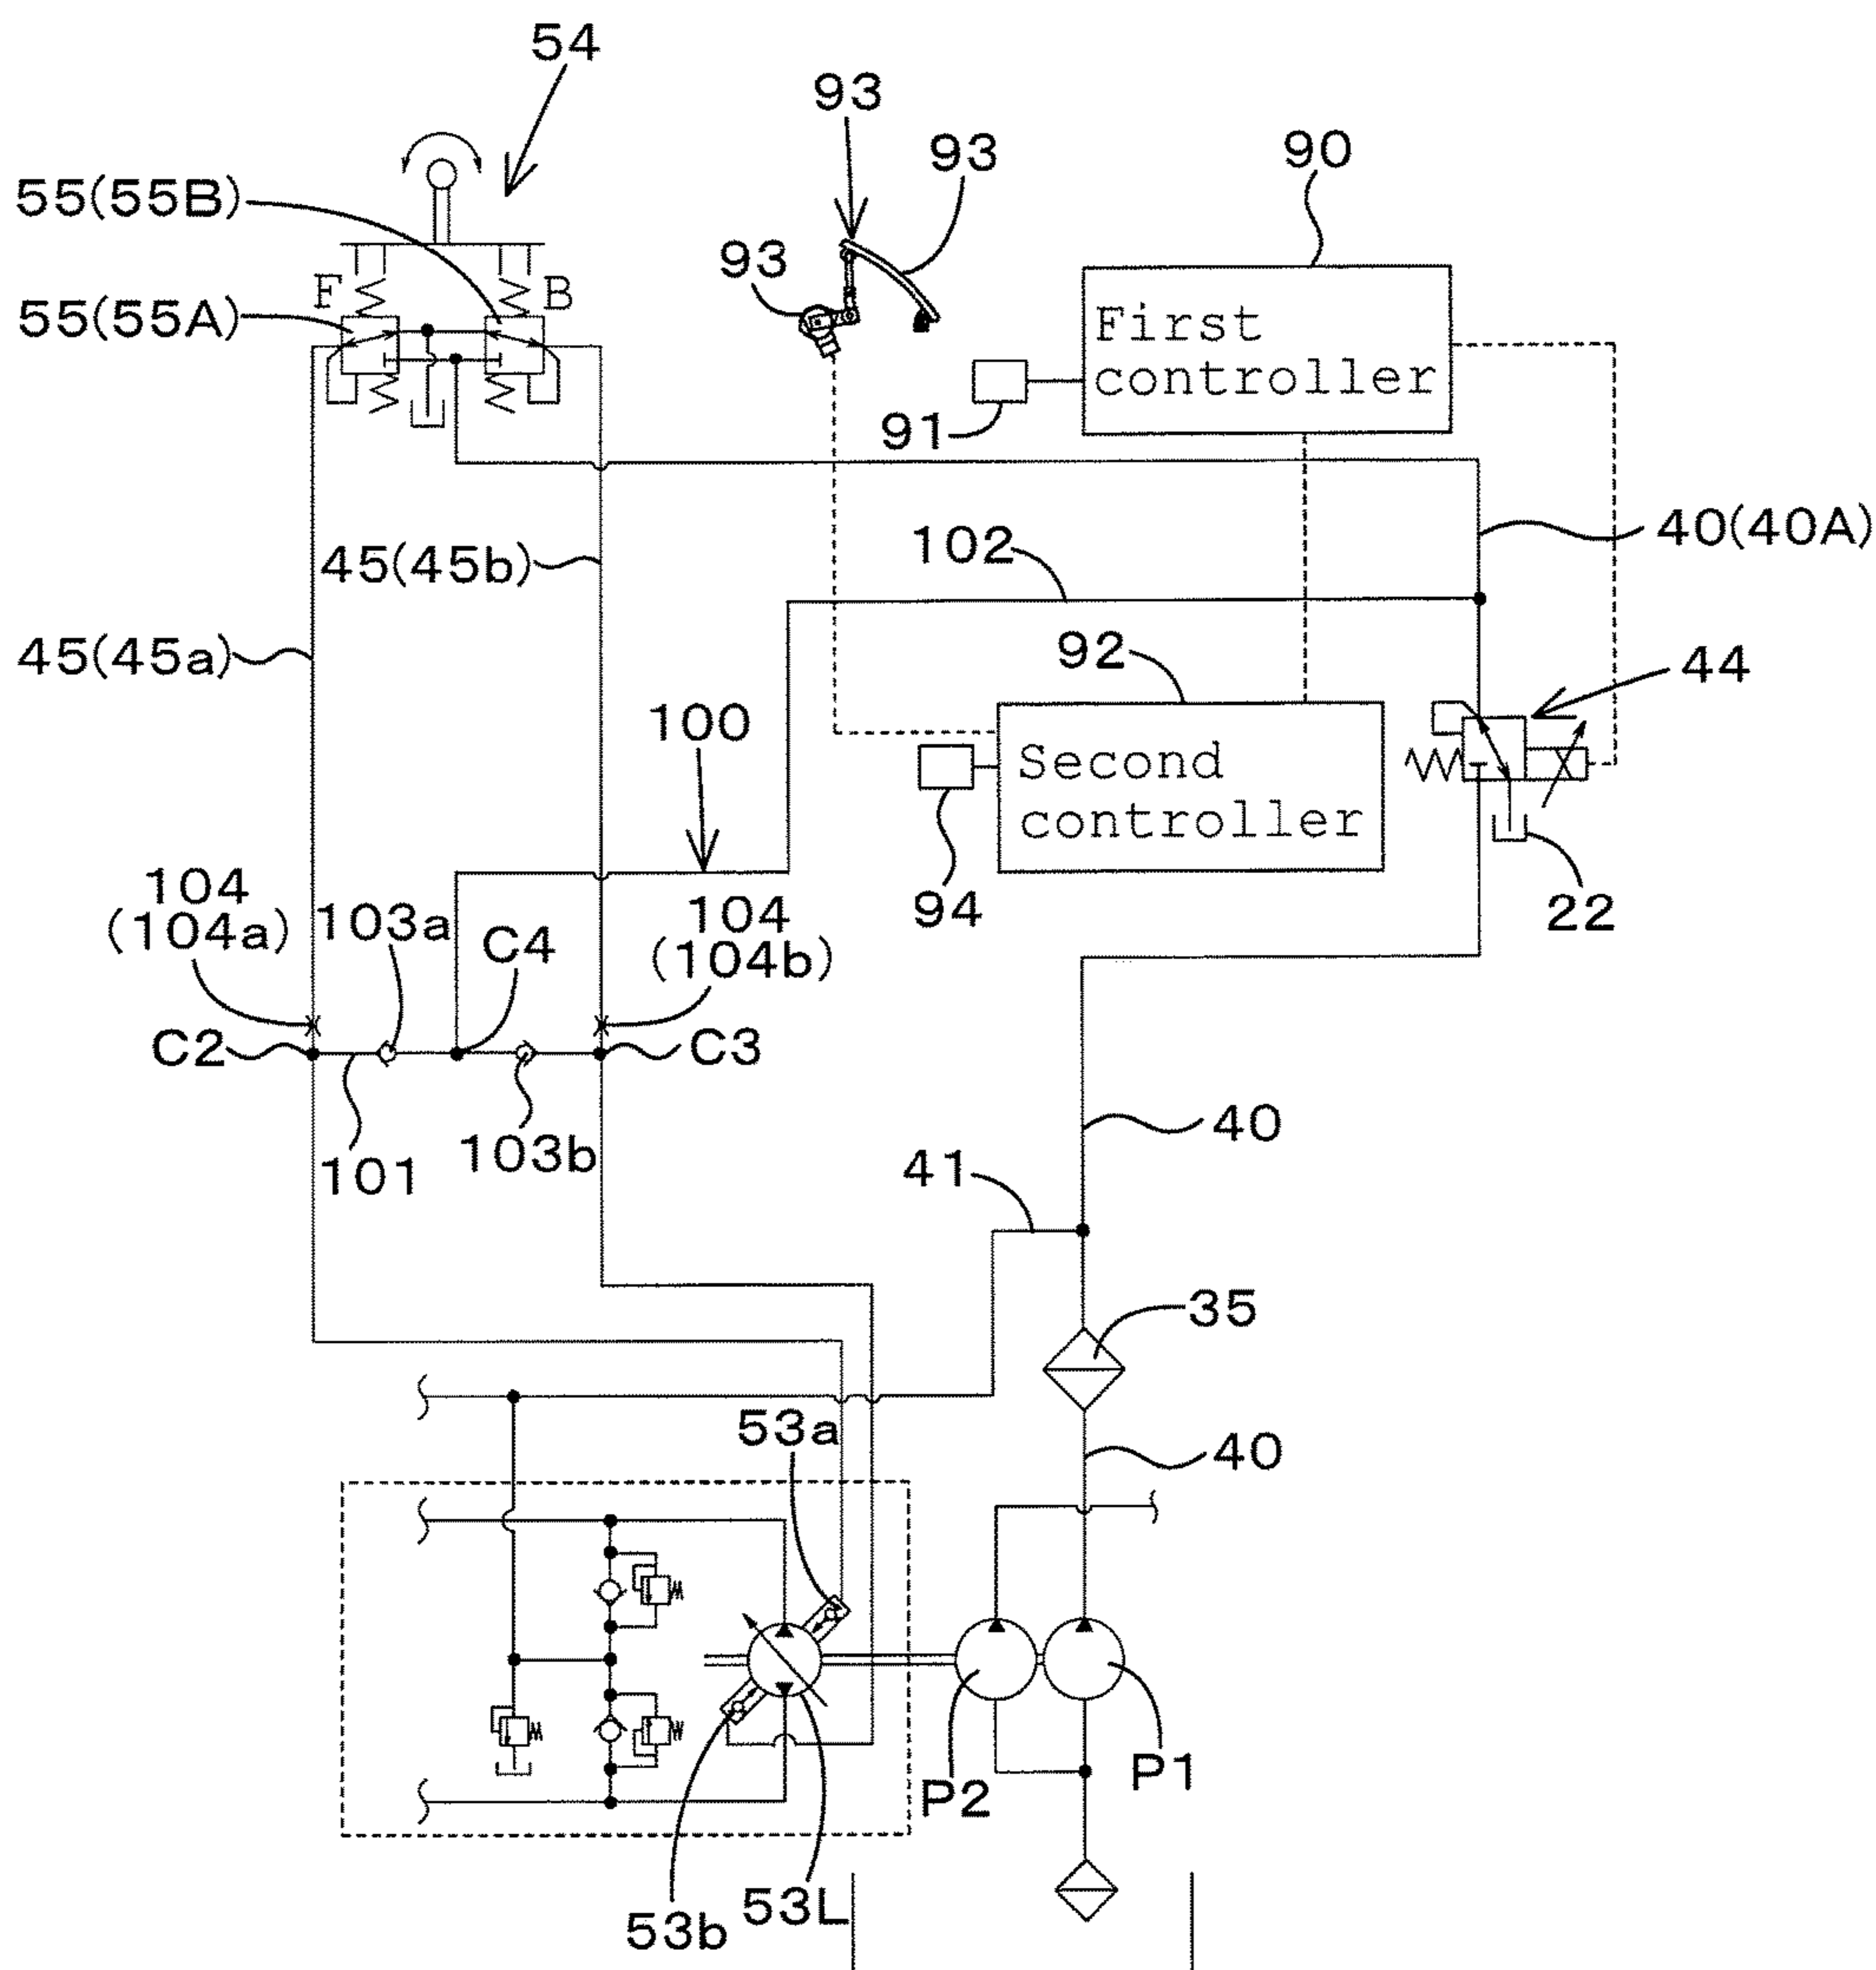 54
93
93
90
55(55B)
93
F
B
55(55A)
First
controller
91
40(40A)
102
45(45b)
45(45a)
92
44
100
Second
controller
104
(104a)
103a
C4
104
(104b)
94
22
C2
C3
101
103b
40
41
35
53a
40
P2
P1
53b
53L